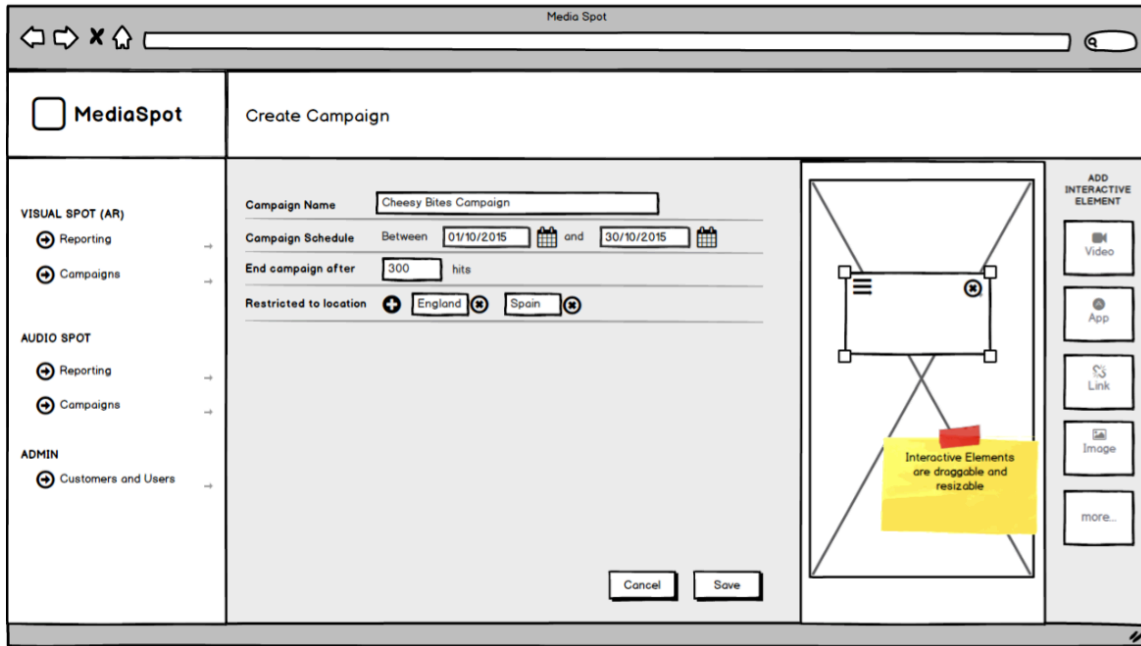 Media Spot
MediaSpot
Create Campaign
VISUAL SPOT (AR)
Reporting
Campaigns
AUDIO SPOT
Reporting
Campaigns
ADMIN
Customers and Users
Campaign Name Cheesy Bites Campaign
Campaign Schedule Between 01/10/2015 and 30/10/2015
End campaign after 300 hits
Restricted to location England Spain
Cancel Save
Interactive Elements
are draggable and
resizable
ADD
INTERACTIVE
ELEMENT
Video
App
Link
Image
more...